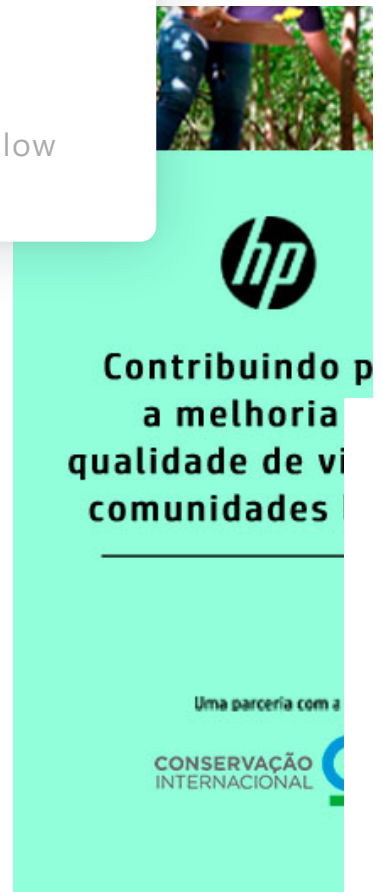 low
hp
Contribuindo p
a melhoria
qualidade de vi
comunidades
Uma parceria com a
CONSERVAÇÃO
INTERNACIONAL